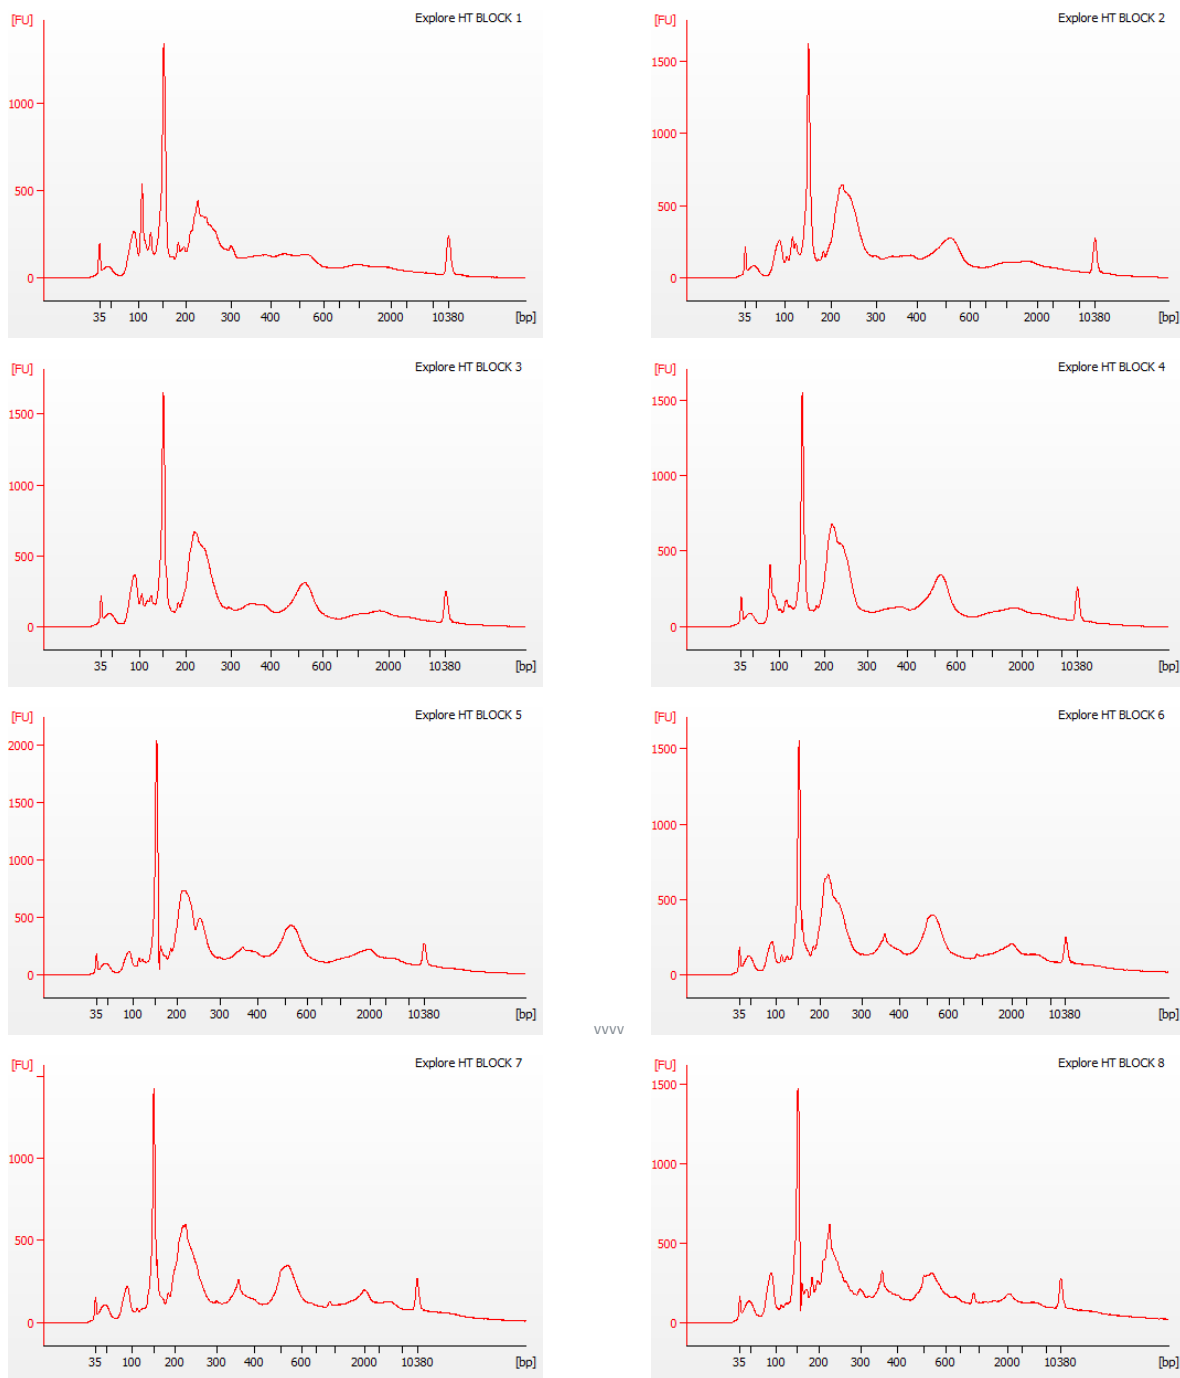 [FU] Explore HT BLOCK 1
1000
500
0
35 100 200 300 400 600 2000 10380 [bp]
[FU] Explore HT BLOCK 2
1500
1000
500
0
35 100 200 300 400 600 2000 10380 [bp]
[FU] Explore HT BLOCK 3
1500
1000
500
0
35 100 200 300 400 600 2000 10380 [bp]
[FU] Explore HT BLOCK 4
1500
1000
500
0
35 100 200 300 400 600 2000 10380 [bp]
[FU] Explore HT BLOCK 5
2000
1500
1000
500
0
35 100 200 300 400 600 2000 10380 [bp]
vvvv
[FU] Explore HT BLOCK 6
1500
1000
500
0
35 100 200 300 400 600 2000 10380 [bp]
[FU] Explore HT BLOCK 7
1000
500
0
35 100 200 300 400 600 2000 10380 [bp]
[FU] Explore HT BLOCK 8
1500
1000
500
0
35 100 200 300 400 600 2000 10380 [bp]